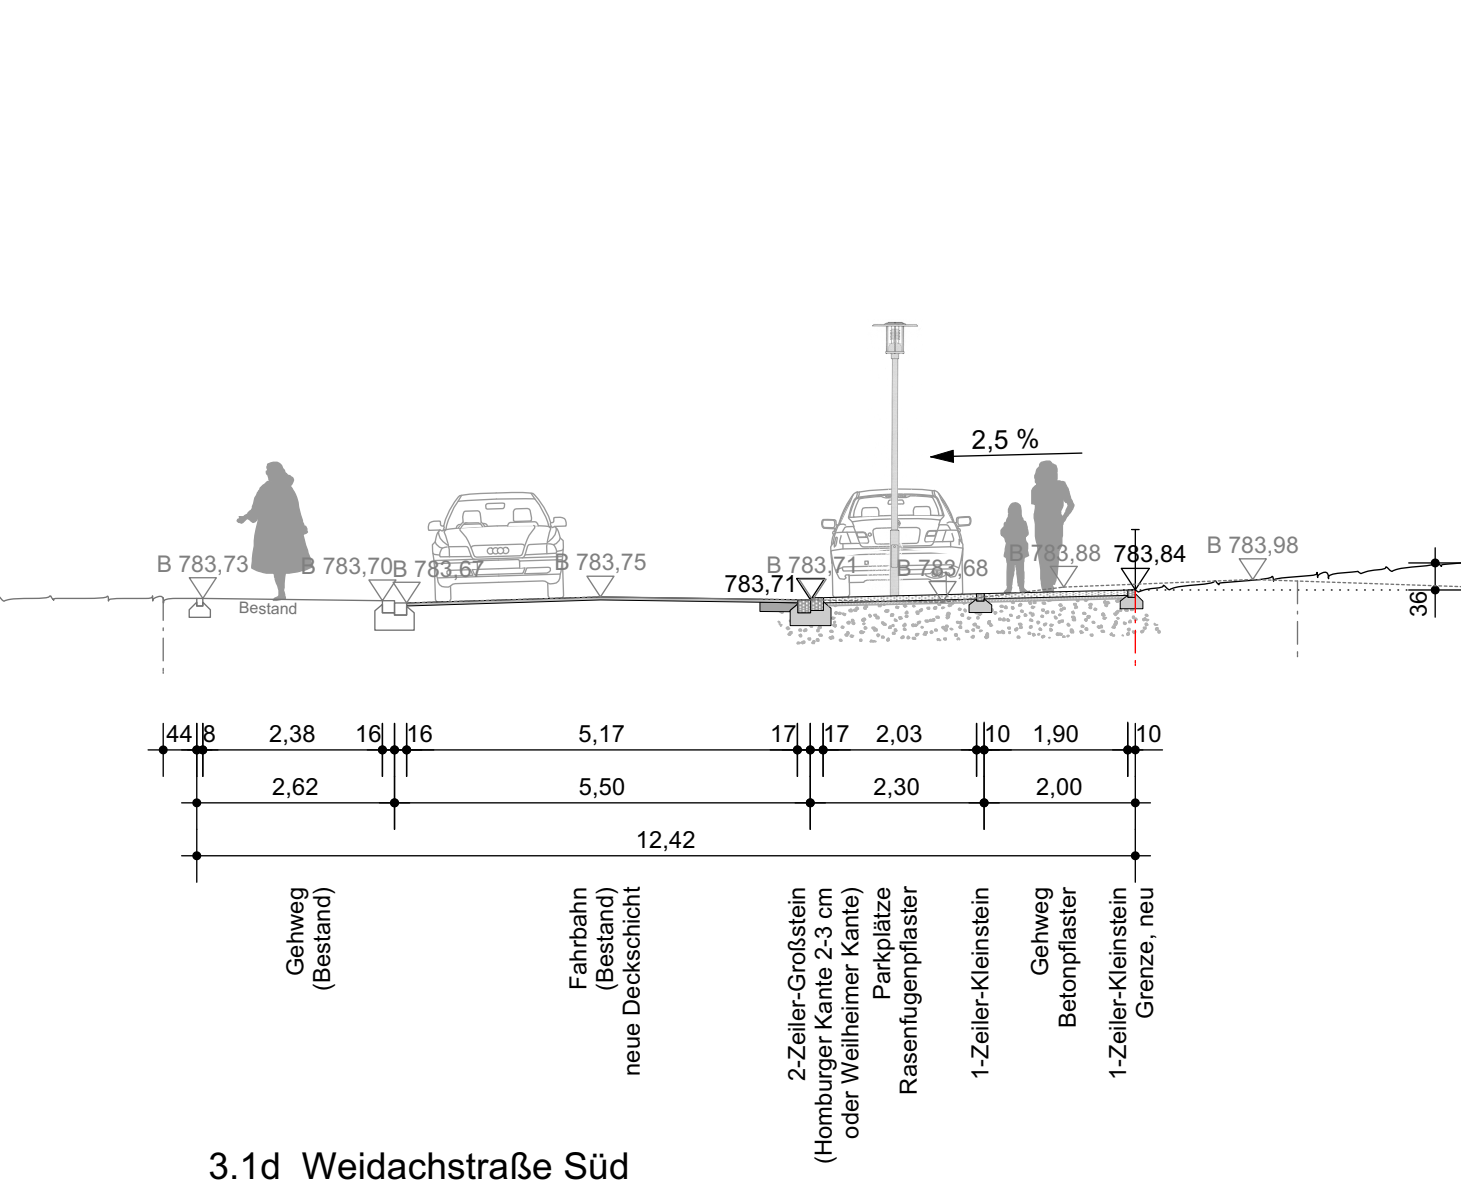 2,5 %
B 783,98
783,84
B 783,88
B 783,73
B 783,70
B 783,67
B 783,75
B 783,71
B 783,68
783,71
Bestand
36
44
8
2,38
16
16
5,17
17
17
2,03
10
1,90
10
2,62
5,50
2,30
2,00
12,42
Gehweg
(Bestand)
Fahrbahn
(Bestand)
neue Deckschicht
2-Zeiler-Großstein
(Homburger Kante 2-3 cm
oder Weilheimer Kante)
Parkplätze
Rasenfugenpflaster
1-Zeiler-Kleinstein
Gehweg
Betonpflaster
1-Zeiler-Kleinstein
Grenze, neu
3.1d Weidachstraße Süd